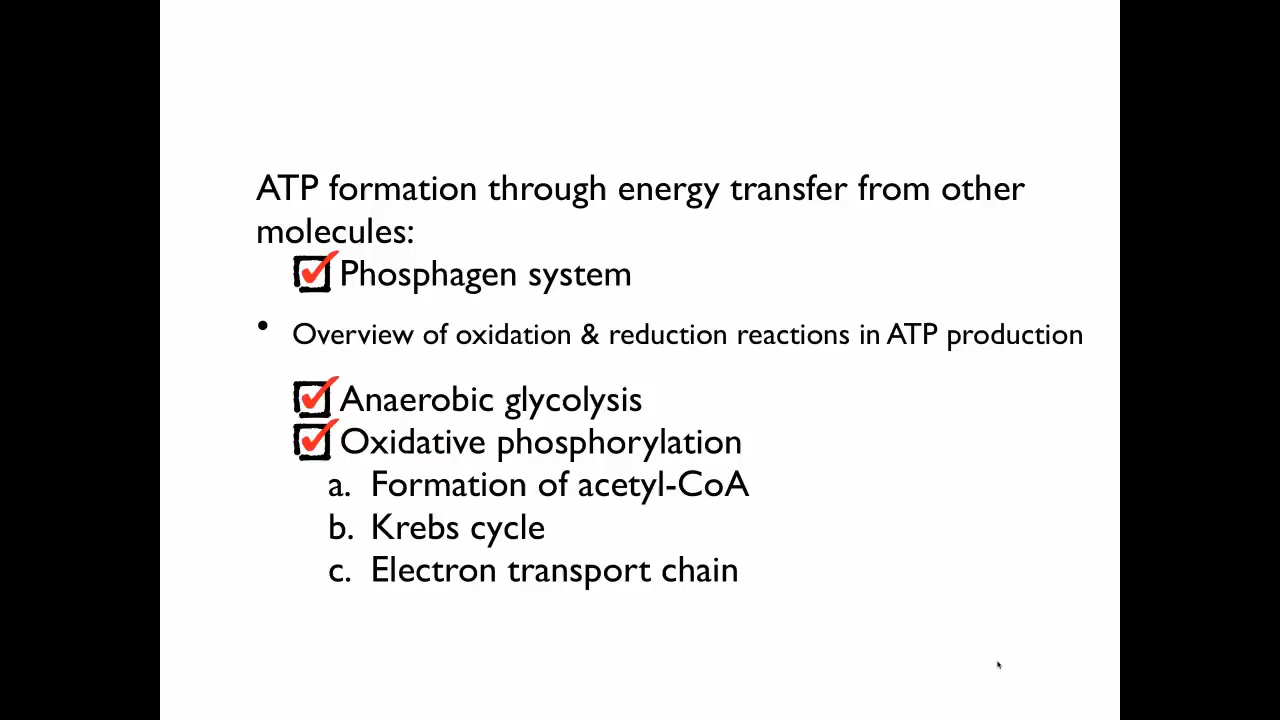 ATP formation through energy transfer from other
molecules:
Phosphagen system
• Overview of oxidation & reduction reactions in ATP production
Anaerobic glycolysis
Oxidative phosphorylation
a. Formation of acetyl-CoA
b. Krebs cycle
c. Electron transport chain